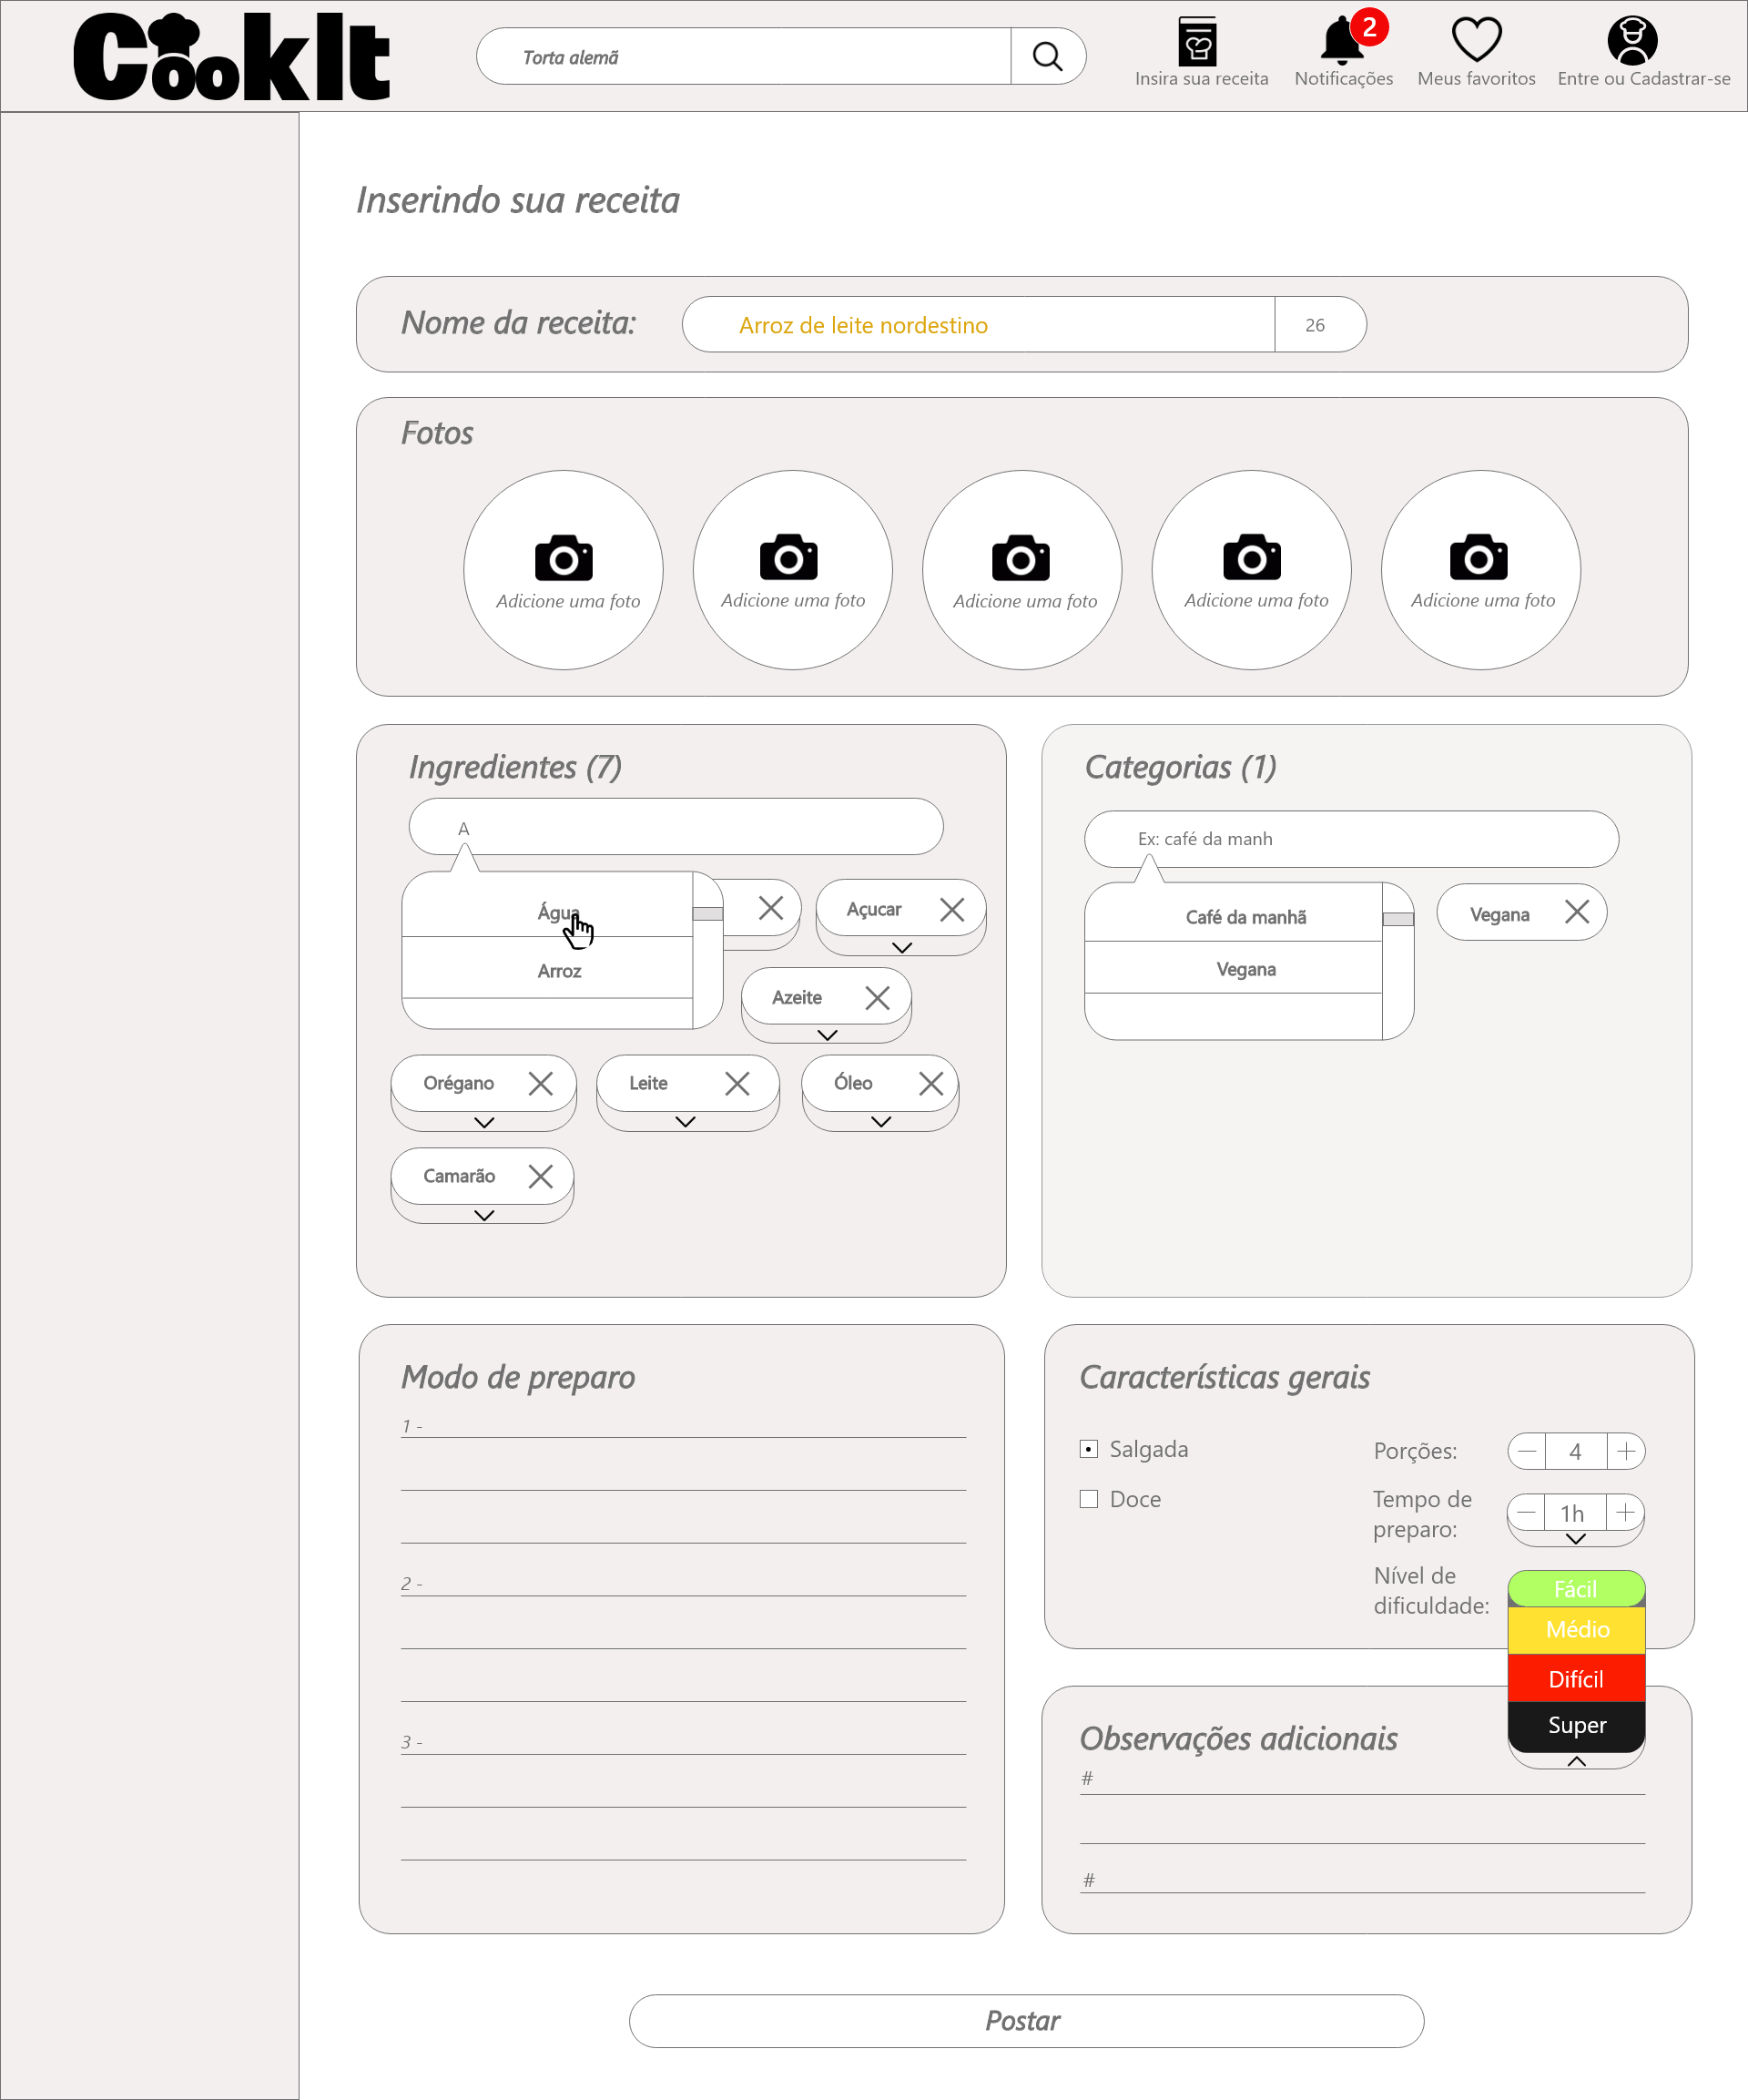 CookIt
Torta alemã
Insira sua receita
2
Notificações
Meus favoritos
Entre ou Cadastrar-se
Inserindo sua receita
Nome da receita:
Arroz de leite nordestino
26
Fotos
Adicione uma foto
Adicione uma foto
Adicione uma foto
Adicione uma foto
Adicione uma foto
Ingredientes (7)
A
Água
Arroz
Açucar
Azeite
Orégano
Leite
Óleo
Camarão
Categorias (1)
Ex: café da manh
Café da manhã
Vegana
Vegana
Modo de preparo
1 -
2 -
3 -
Características gerais
Salgada
Doce
Porções:
4
Tempo de
preparo:
1h
Nível de
dificuldade:
Fácil
Médio
Difícil
Super
Observações adicionais
#
#
Postar